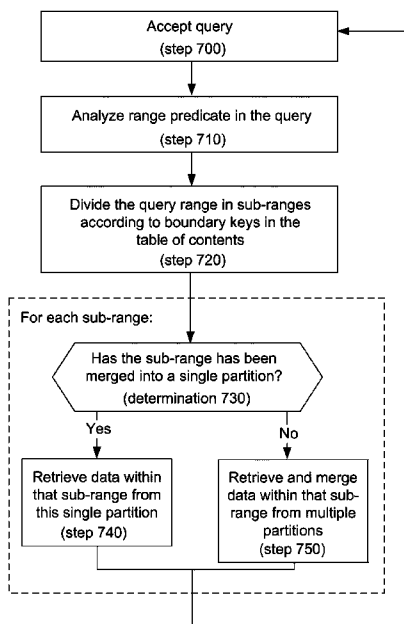 Accept query
(step 700)
Analyze range predicate in the query
(step 710)
Divide the query range in sub-ranges
according to boundary keys in the
table of contents
(step 720)
For each sub-range:
Has the sub-range has been
merged into a single partition?
(determination 730)
Yes
No
Retrieve data within
that sub-range from
this single partition
(step 740)
Retrieve and merge
data within that sub-
range from multiple
partitions
(step 750)